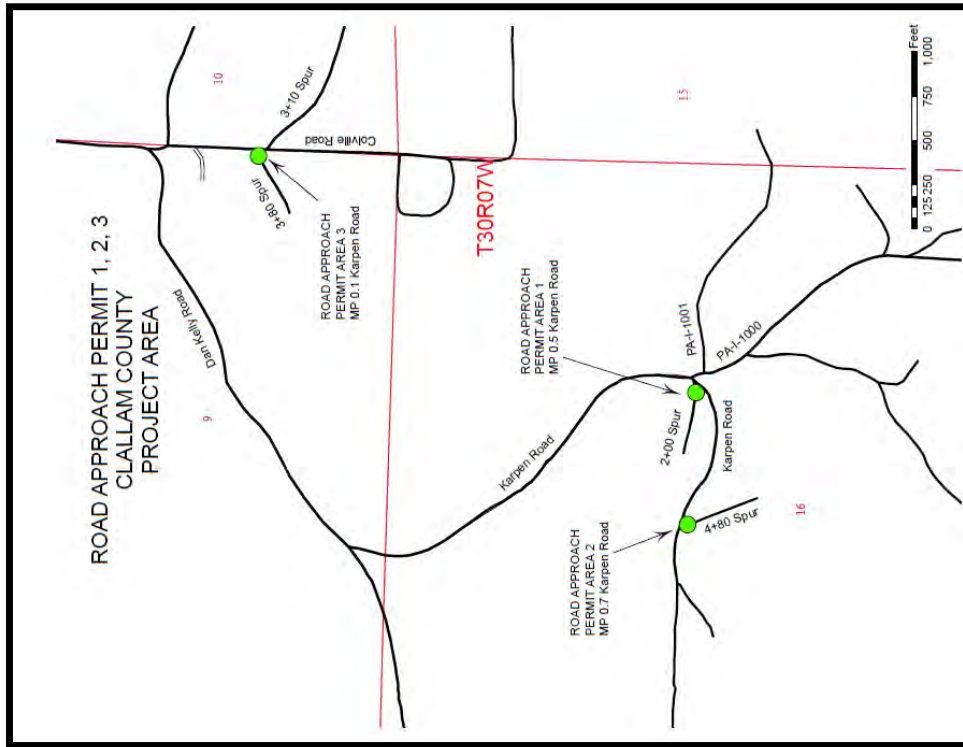 ROAD APPROACH PERMIT 1, 2, 3
CLALLAM COUNTY
PROJECT AREA
10
3+10 Spur
Colville Road
3+80 Spur
ROAD APPROACH
PERMIT AREA 3
MP 0.1 Karpen Road
Dan Kelly Road
9
T30R07W
15
ROAD APPROACH
PERMIT AREA 1
MP 0.5 Karpen Road
PA-I-1001
PA-I-1000
Karpen Road
2+00 Spur
Karpen Road
ROAD APPROACH
PERMIT AREA 2
MP 0.7 Karpen Road
4+80 Spur
16
Feet
0 125 250 500 750 1,000